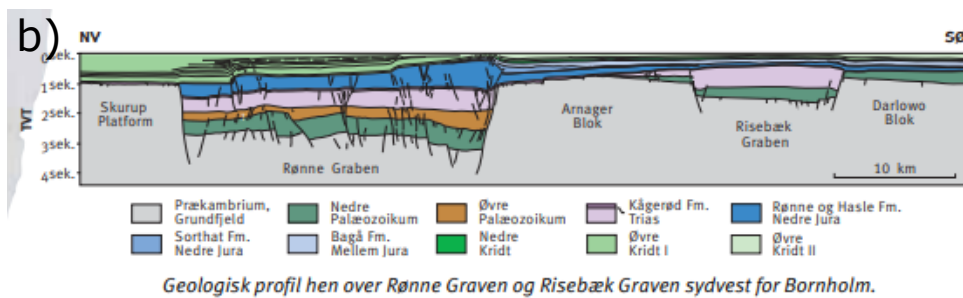 b)
NV
SØ
0 sek.
1 sek.
2 sek.
3 sek.
4 sek.
TVT
Skurup
Platform
Rønne Graben
Arnager
Blok
Risebæk
Graben
Darlowo
Blok
10 km
Prækambrium,
Grundfjeld
Nedre
Palæozoikum
Øvre
Palæozoikum
Kågerød Fm.
Trias
Rønne og Hasle Fm.
Nedre Jura
Sorthat Fm.
Nedre Jura
Bagå Fm.
Mellem Jura
Nedre
Kridt
Øvre
Kridt I
Øvre
Kridt II
Geologisk profil hen over Rønne Graven og Risebæk Graven sydvest for Bornholm.